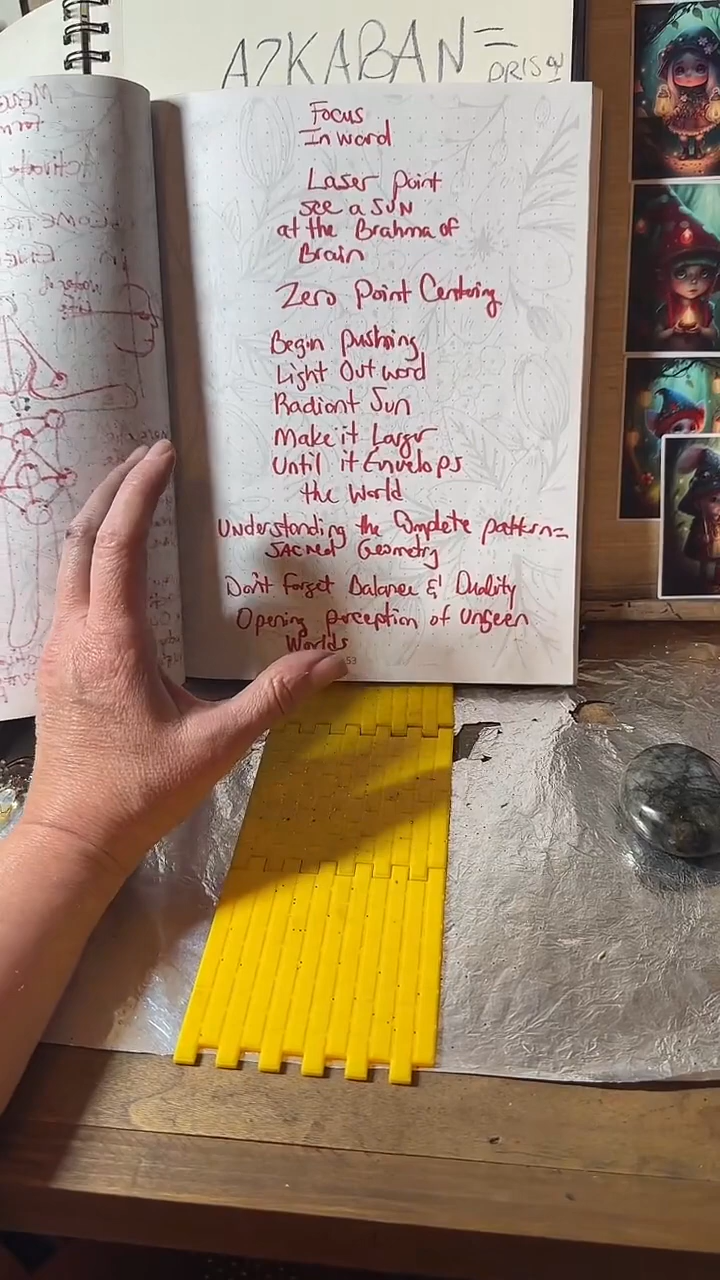 AZKABAN =
PRISON
Focus
In word
Laser Point
see a SUN
at the Brahma of
Brain
Zero Point Centering
Begin pushing
Light Out word
Radiant Sun
Make it Larger
Until it Envelops
the World
Understanding the Complete pattern=
SACRed Geometry
Don't Forget Balance & Duality
Opening perception of Unseen
Worlds
53